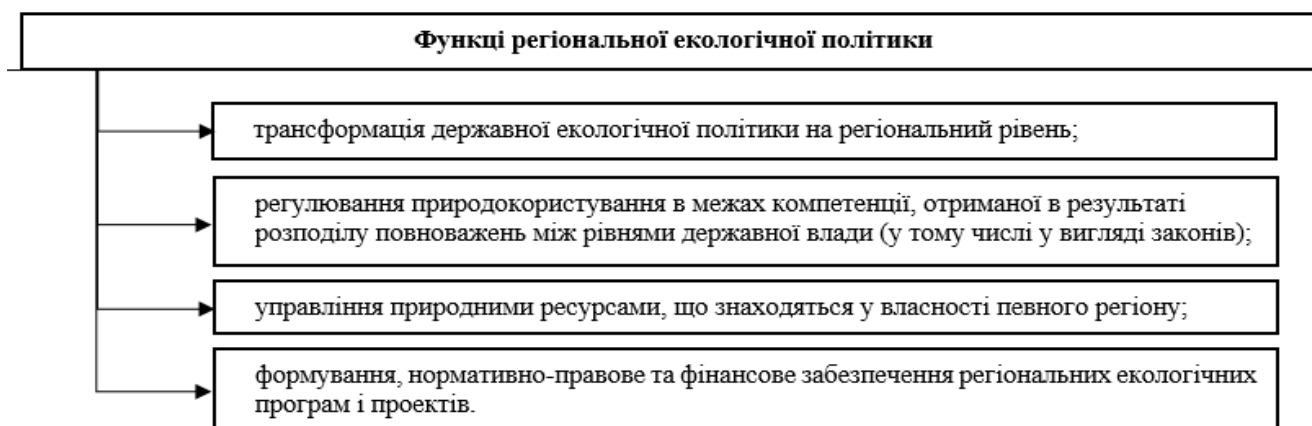 Функці регіональної екологічної політики
трансформація державної екологічної політики на регіональний рівень;
регулювання природокористування в межах компетенції, отриманої в результаті
розподілу повноважень між рівнями державної влади (у тому числі у вигляді законів);
управління природними ресурсами, що знаходяться у власності певного регіону;
формування, нормативно-правове та фінансове забезпечення регіональних екологічних
програм і проектів.